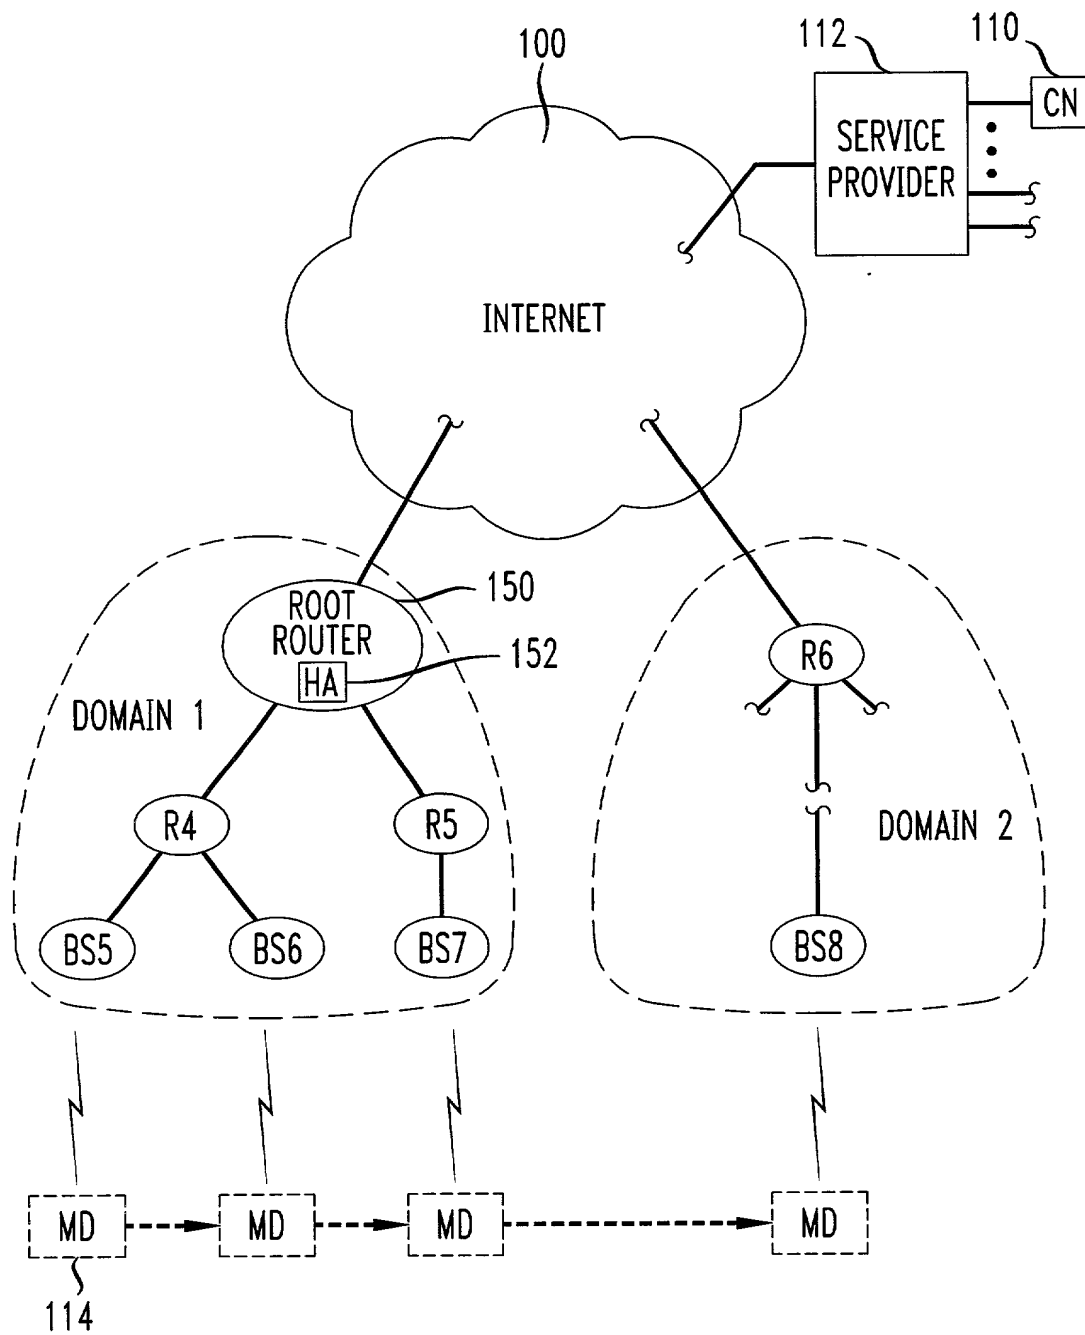 100
112
110
CN
SERVICE
PROVIDER
INTERNET
ROOT
ROUTER
HA
150
152
DOMAIN 1
R6
R4
R5
DOMAIN 2
BS5
BS6
BS7
BS8
MD
MD
MD
MD
114